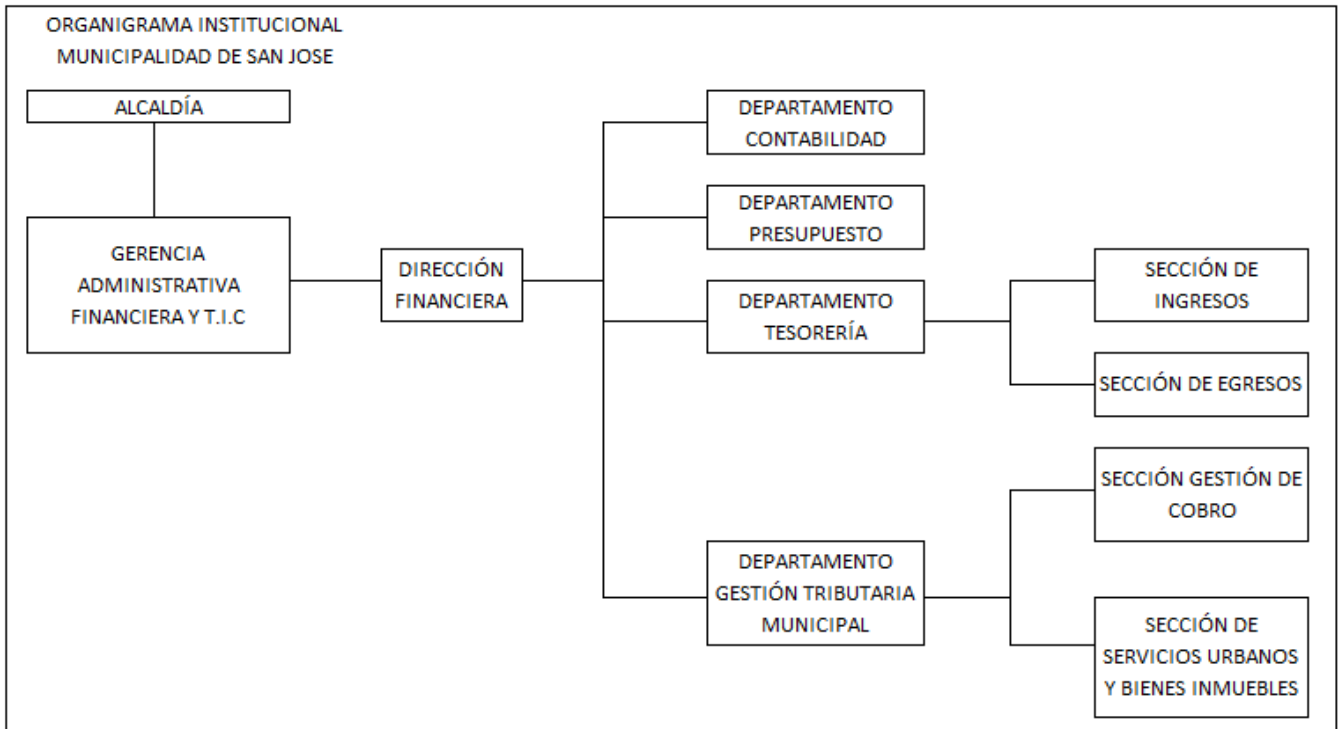 ORGANIGRAMA INSTITUCIONAL
MUNICIPALIDAD DE SAN JOSE
ALCALDÍA
GERENCIA
ADMINISTRATIVA
FINANCIERA Y T.I.C
DIRECCIÓN
FINANCIERA
DEPARTAMENTO
CONTABILIDAD
DEPARTAMENTO
PRESUPUESTO
DEPARTAMENTO
TESORERÍA
SECCIÓN DE
INGRESOS
SECCIÓN DE EGRESOS
DEPARTAMENTO
GESTIÓN TRIBUTARIA
MUNICIPAL
SECCIÓN GESTIÓN DE
COBRO
SECCIÓN DE
SERVICIOS URBANOS
Y BIENES INMUEBLES